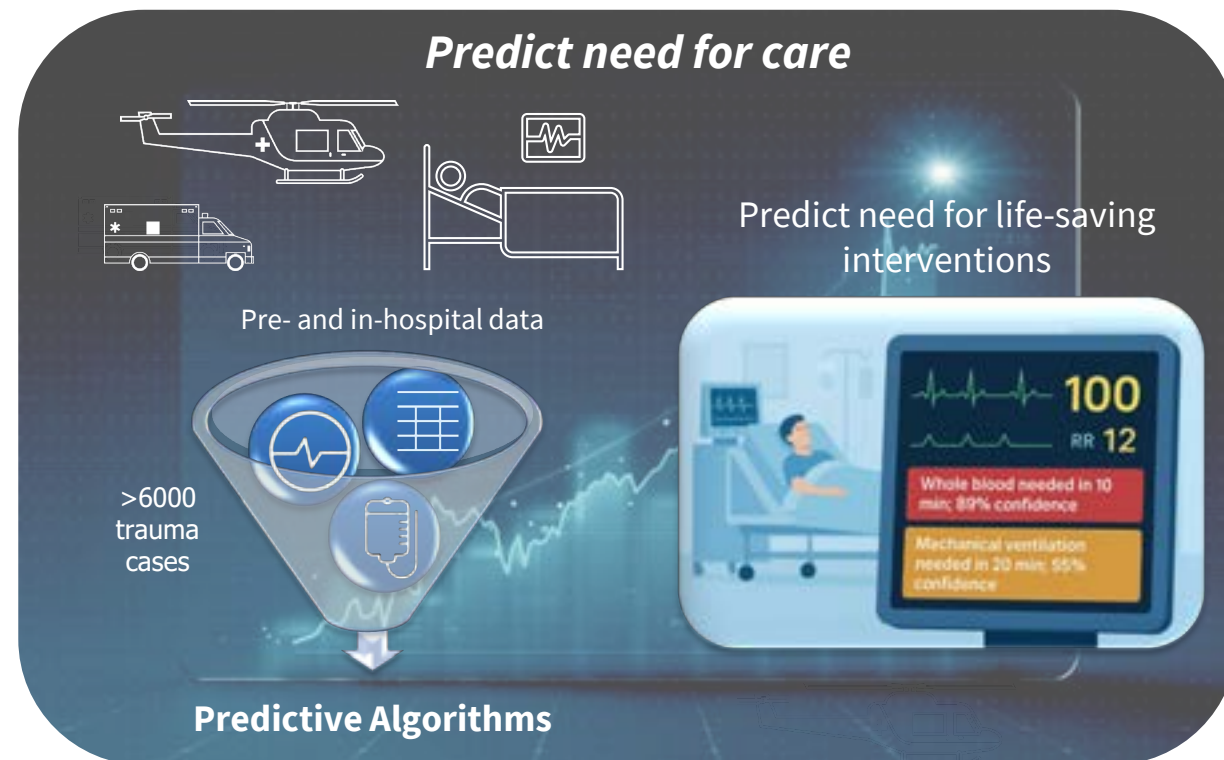 Predict need for care
Predict need for life-saving
interventions
Pre- and in-hospital data
>6000
trauma
cases
100
RR 12
Whole blood needed in 10
min; 89% confidence
Mechanical ventilation
needed in 20 min; 55%
confidence
Predictive Algorithms